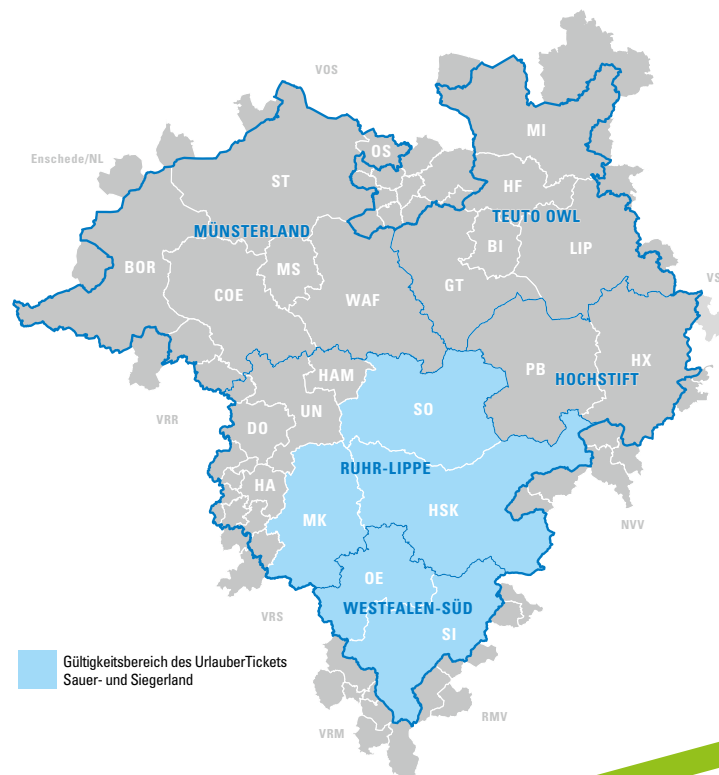 VOS
MI
OS
Enschede/NL
ST
HF
TEUTO OWL
MÜNSTERLAND
BI
LIP
MS
BOR
GT
COE
WAF
VS
HX
PB
HAM
HOCHSTIFT
SO
UN
VRR
DO
RUHR-LIPPE
HA
HSK
MK
NVV
OE
WESTFALEN-SÜD
VRS
SI
Gültigkeitsbereich des UrlauberTickets
Sauer- und Siegerland
RMV
VRM